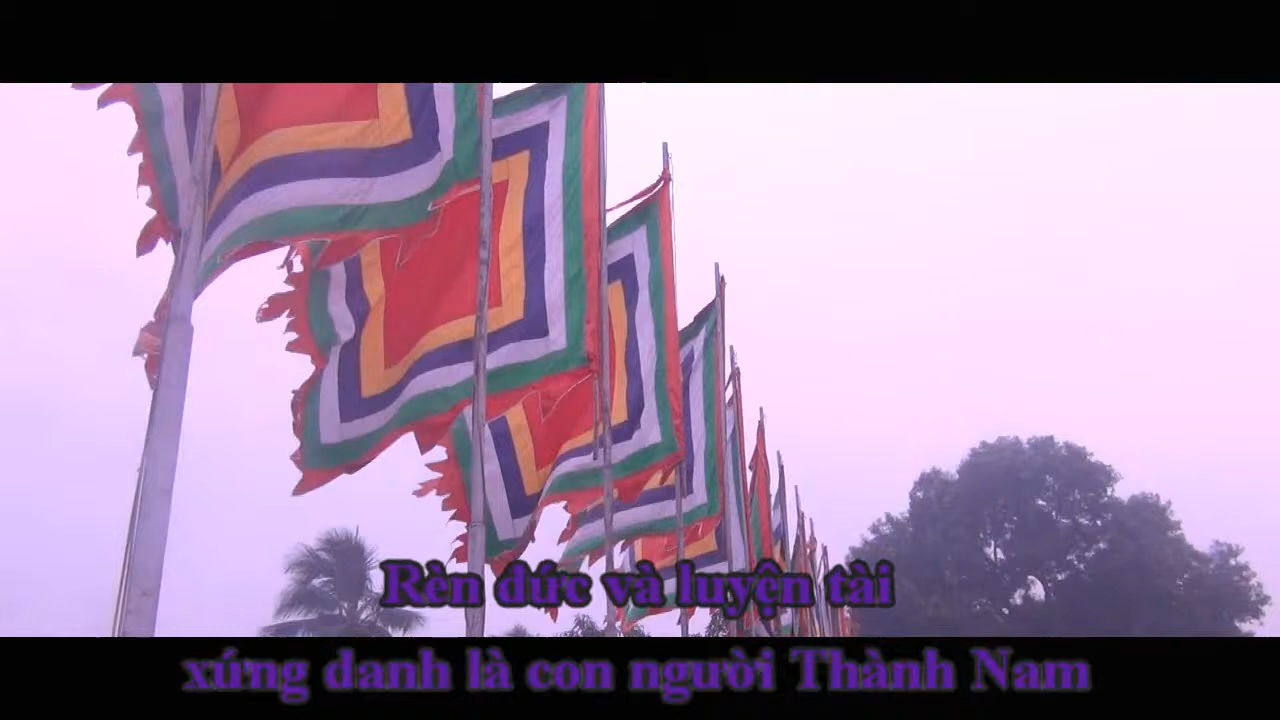 Rèn đức và luyện tài
xứng danh là con người Thành Nam